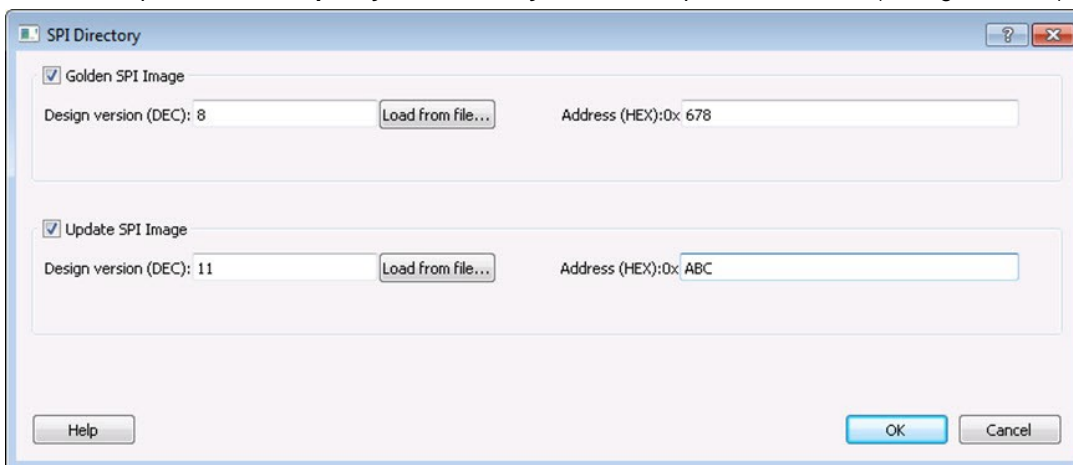 SPI Directory
Golden SPI Image
Design version (DEC): 8 Load from file... Address (HEX):0x 678
Update SPI Image
Design version (DEC): 11 Load from file... Address (HEX):0x ABC
Help OK Cancel